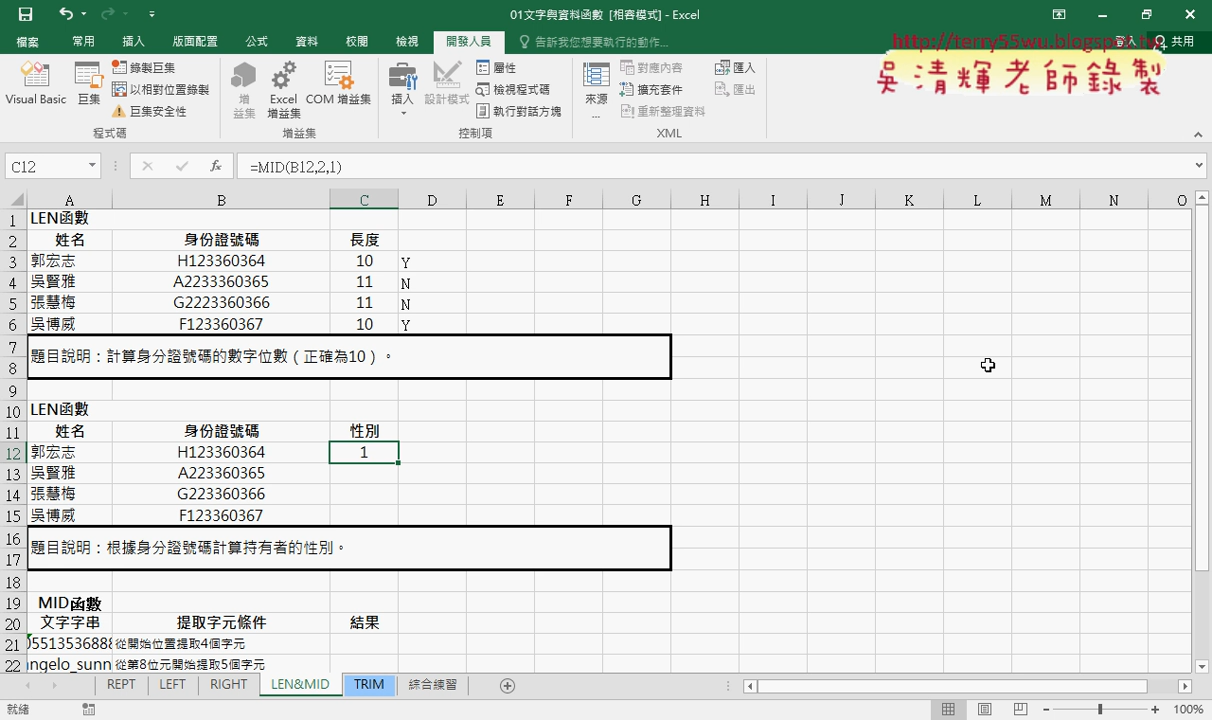 01文字與資料函數 [相容模式] - Excel
檔案 常用 插入 版面配置 公式 資料 校閱 檢視 開發人員 告訴我您想要執行的動作... 登入 共用
http://terry55wu.blogspot.tw
吳清輝老師錄製
Visual Basic 巨集 錄製巨集 以相對位置錄製 巨集安全性 程式碼
增益集 Excel 增益集 COM 增益集 增益集
插入 設計模式 屬性 檢視程式碼 執行對話方塊 控制項
來源... 對應內容 擴充套件 重新整理資料 匯入 匯出 XML
C12 fx =MID(B12,2,1)
A B C D E F G H I J K L M N O
1 LEN函數
2 姓名 身份證號碼 長度
3 郭宏志 H123360364 10 Y
4 吳賢雅 A2233360365 11 N
5 張慧梅 G2223360366 11 N
6 吳博威 F123360367 10 Y
7 題目說明：計算身分證號碼的數字位數（正確為10）。
8
9
10 LEN函數
11 姓名 身份證號碼 性別
12 郭宏志 H123360364 1
13 吳賢雅 A223360365
14 張慧梅 G223360366
15 吳博威 F123360367
16 題目說明：根據身分證號碼計算持有者的性別。
17
18
19 MID函數
20 文字字串 提取字元條件 結果
21 05513536888 從開始位置提取4個字元
22 angelo_sunn 從第8位元開始提取5個字元
REPT LEFT RIGHT LEN&MID TRIM 綜合練習
就緒 100%